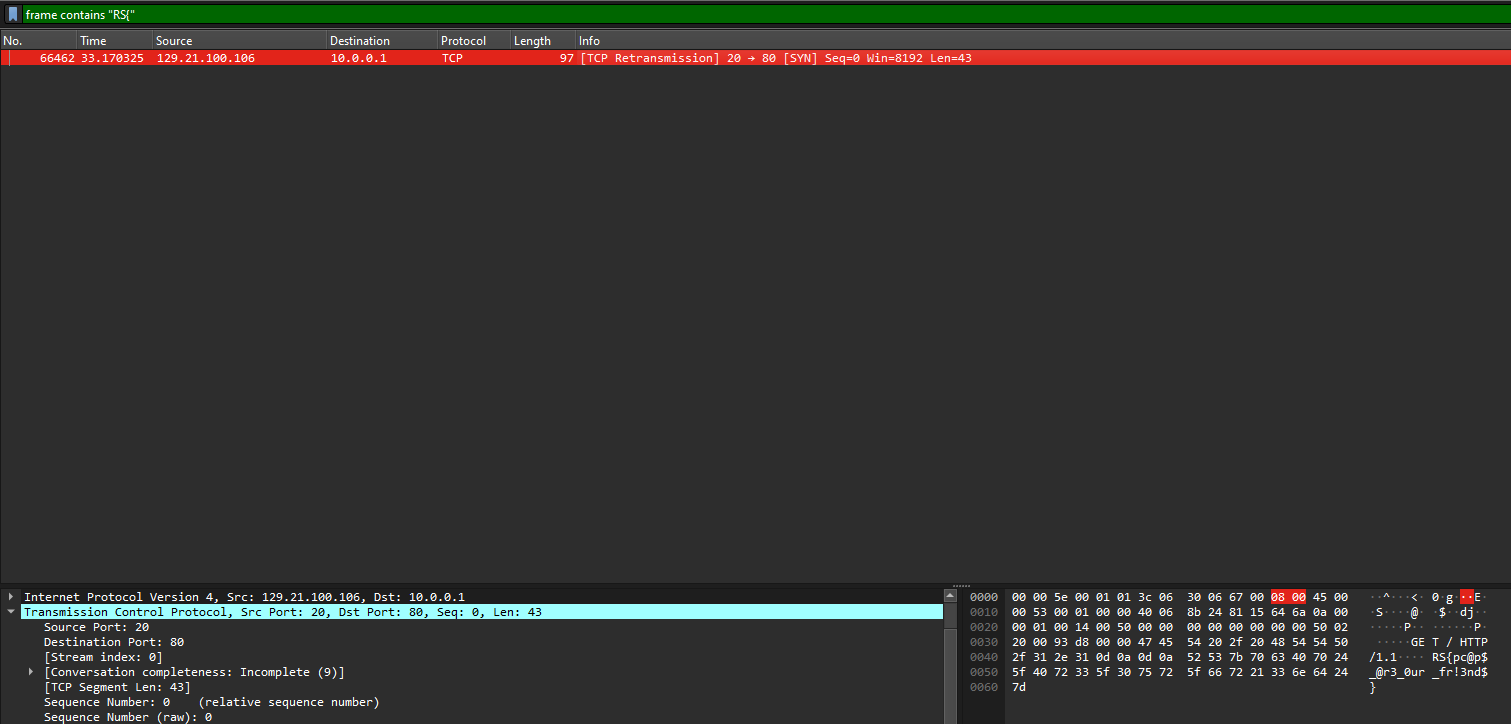 frame contains "RS{"
No. Time Source Destination Protocol Length Info
66462 33.170325 129.21.100.106 10.0.0.1 TCP 97 [TCP Retransmission] 20 → 80 [SYN] Seq=0 Win=8192 Len=43
Internet Protocol Version 4, Src: 129.21.100.106, Dst: 10.0.0.1
Transmission Control Protocol, Src Port: 20, Dst Port: 80, Seq: 0, Len: 43
Source Port: 20
Destination Port: 80
[Stream index: 0]
[Conversation completeness: Incomplete (9)]
[TCP Segment Len: 43]
Sequence Number: 0 (relative sequence number)
Sequence Number (raw): 0
0000 00 00 5e 00 01 01 3c 06 30 06 67 00 08 00 45 00 ··^···<· 0·g···E·
0010 00 53 00 01 00 00 40 06 8b 24 81 15 64 6a 0a 00 ·S····@· ·$··dj··
0020 00 01 00 14 00 50 00 00 00 00 00 00 00 00 50 02 ·····P·· ······P·
0030 20 00 93 d8 00 00 47 45 54 20 2f 20 48 54 54 50 ·····GE T / HTTP
0040 2f 31 2e 31 0d 0a 0d 0a 52 53 7b 70 63 40 70 24 /1.1···· RS{pc@p$
0050 5f 40 72 33 5f 30 75 72 5f 66 72 21 33 6e 64 24 _@r3_0ur _fr!3nd$
0060 7d }